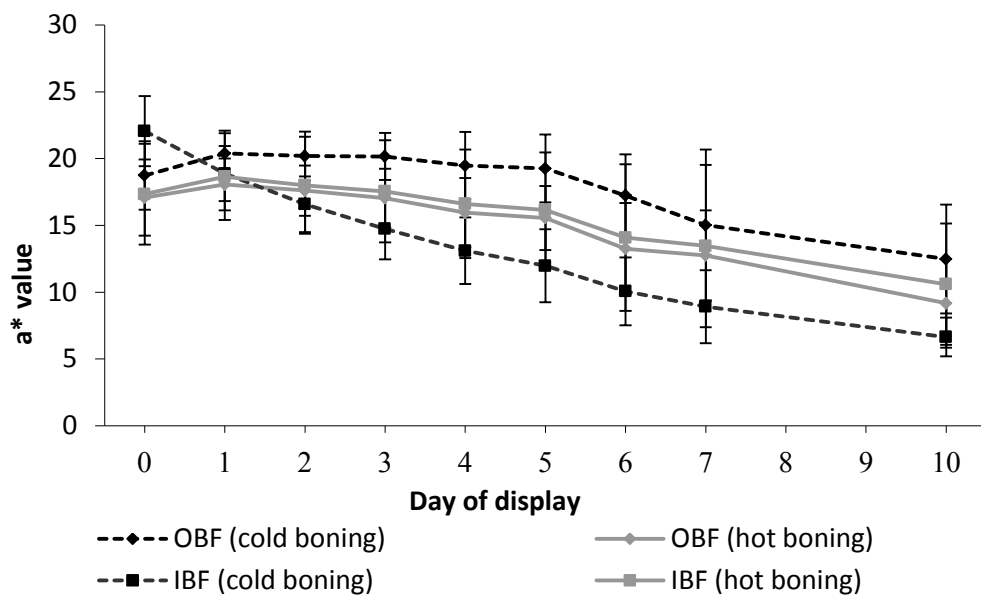 30
25
20
15
10
5
0
a* value
0 1 2 3 4 5 6 7 8 9 10
Day of display
OBF (cold boning) OBF (hot boning)
IBF (cold boning) IBF (hot boning)